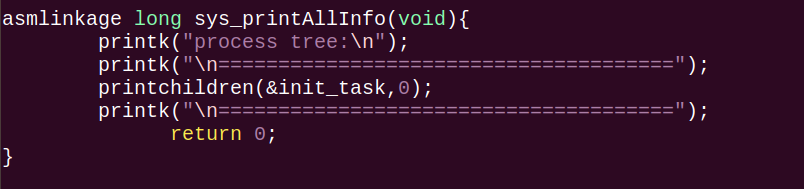 asmlinkage long sys_printAllInfo(void){
        printk("process tree:\n");
        printk("\n======================================");
        printchildren(&init_task,0);
        printk("\n======================================");
              return 0;
}